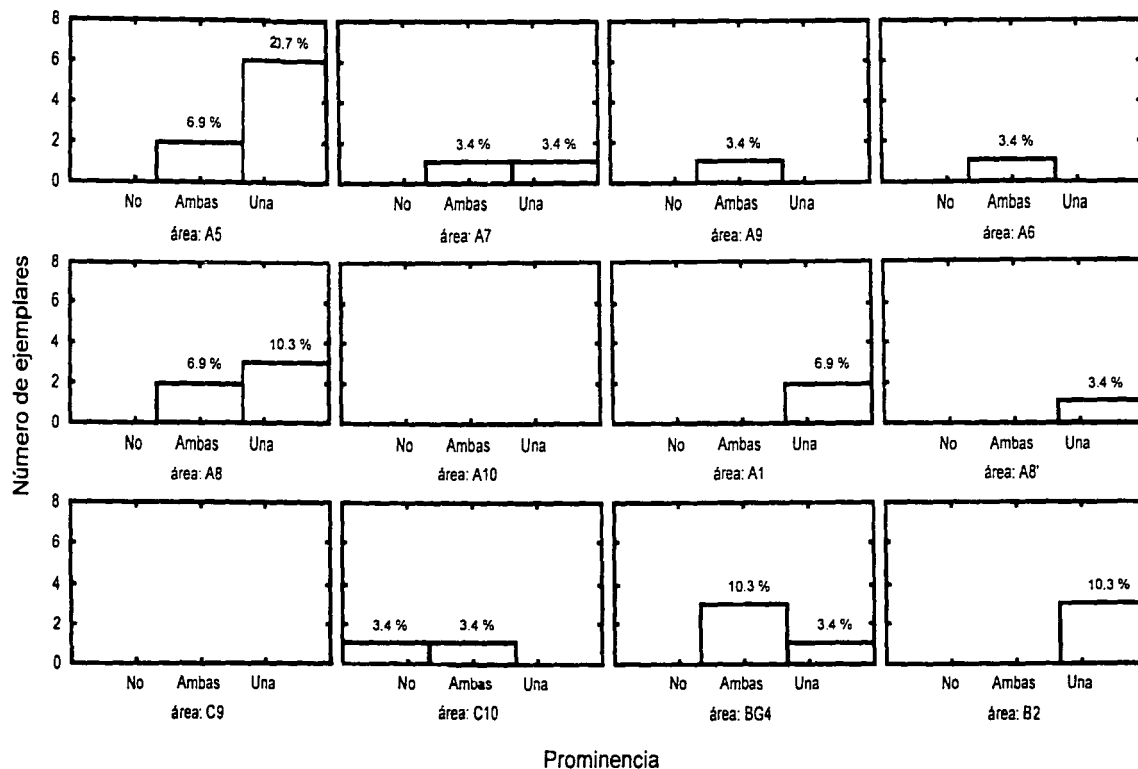 Número de ejemplares
8
6
4
2
0
6.9 %
20.7 %
No Ambas Una
área: A5
3.4 %
3.4 %
No Ambas Una
área: A7
3.4 %
No Ambas Una
área: A9
3.4 %
No Ambas Una
área: A6
8
6
4
2
0
6.9 %
10.3 %
No Ambas Una
área: A8
No Ambas Una
área: A10
6.9 %
No Ambas Una
área: A1
3.4 %
No Ambas Una
área: A8'
8
6
4
2
0
No Ambas Una
área: C9
3.4 %
3.4 %
No Ambas Una
área: C10
10.3 %
3.4 %
No Ambas Una
área: BG4
10.3 %
No Ambas Una
área: B2
Prominencia